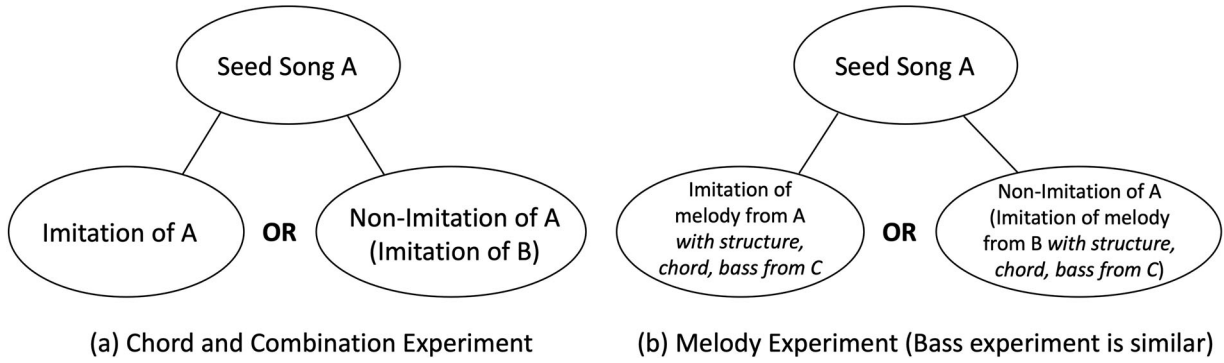 Seed Song A
Imitation of A
OR
Non-Imitation of A
(Imitation of B)
(a) Chord and Combination Experiment
Seed Song A
Imitation of
melody from A
with structure,
chord, bass from C
OR
Non-Imitation of A
(Imitation of melody
from B with structure,
chord, bass from C)
(b) Melody Experiment (Bass experiment is similar)